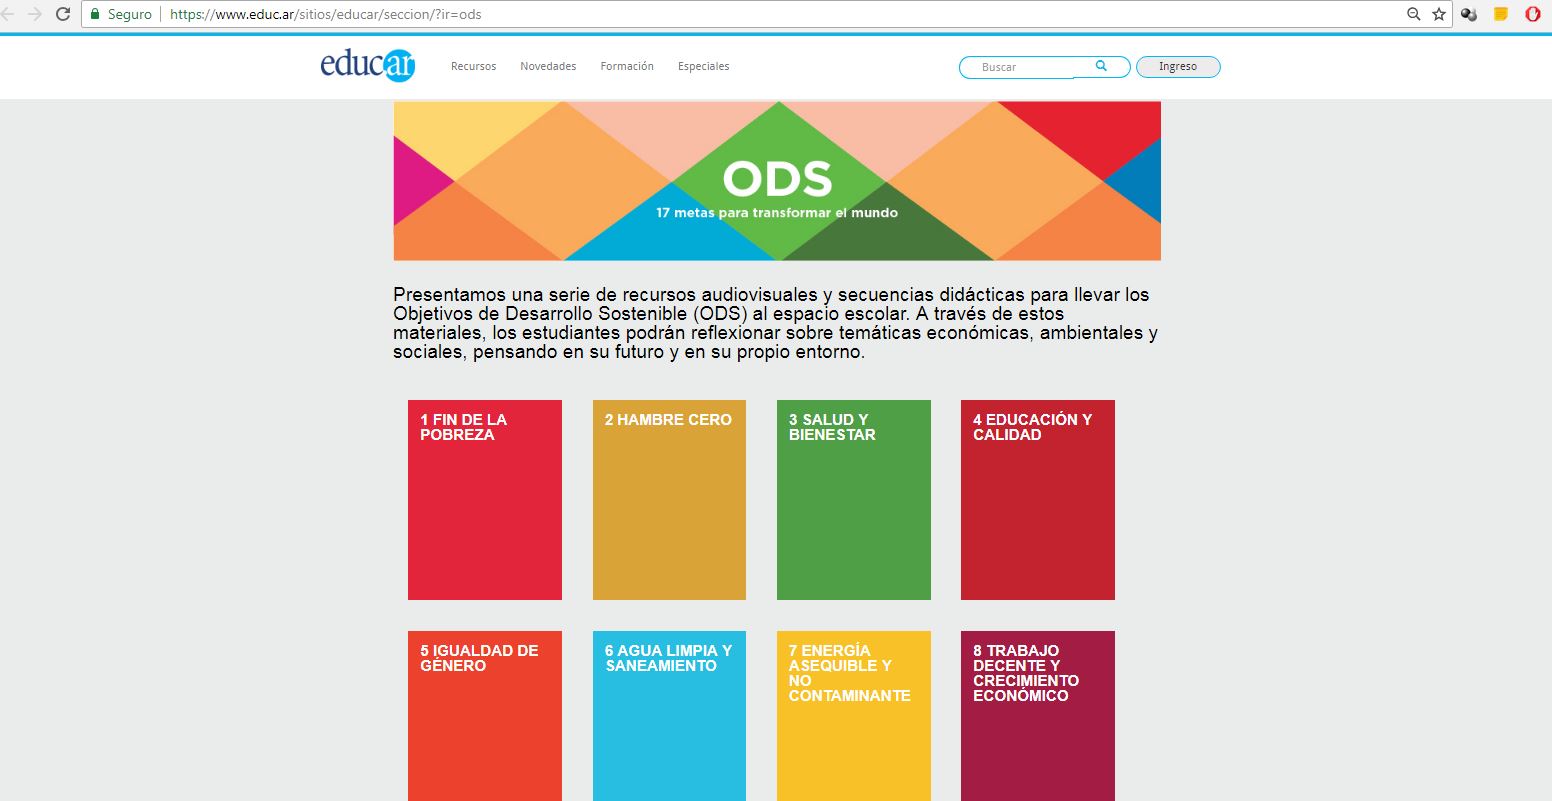 Seguro
https://www.educ.ar/sitios/educar/seccion/?ir=ods
educar
Recursos
Novedades
Formación
Especiales
Buscar
Ingreso
ODS
17 metas para transformar el mundo
Presentamos una serie de recursos audiovisuales y secuencias didácticas para llevar los
Objetivos de Desarrollo Sostenible (ODS) al espacio escolar. A través de estos
materiales, los estudiantes podrán reflexionar sobre temáticas económicas, ambientales y
sociales, pensando en su futuro y en su propio entorno.
1 FIN DE LA
POBREZA
2 HAMBRE CERO
3 SALUD Y
BIENESTAR
4 EDUCACIÓN Y
CALIDAD
5 IGUALDAD DE
GÉNERO
6 AGUA LIMPIA Y
SANEAMIENTO
7 ENERGÍA
ASEQUIBLE Y
NO
CONTAMINANTE
8 TRABAJO
DECENTE Y
CRECIMIENTO
ECONÓMICO